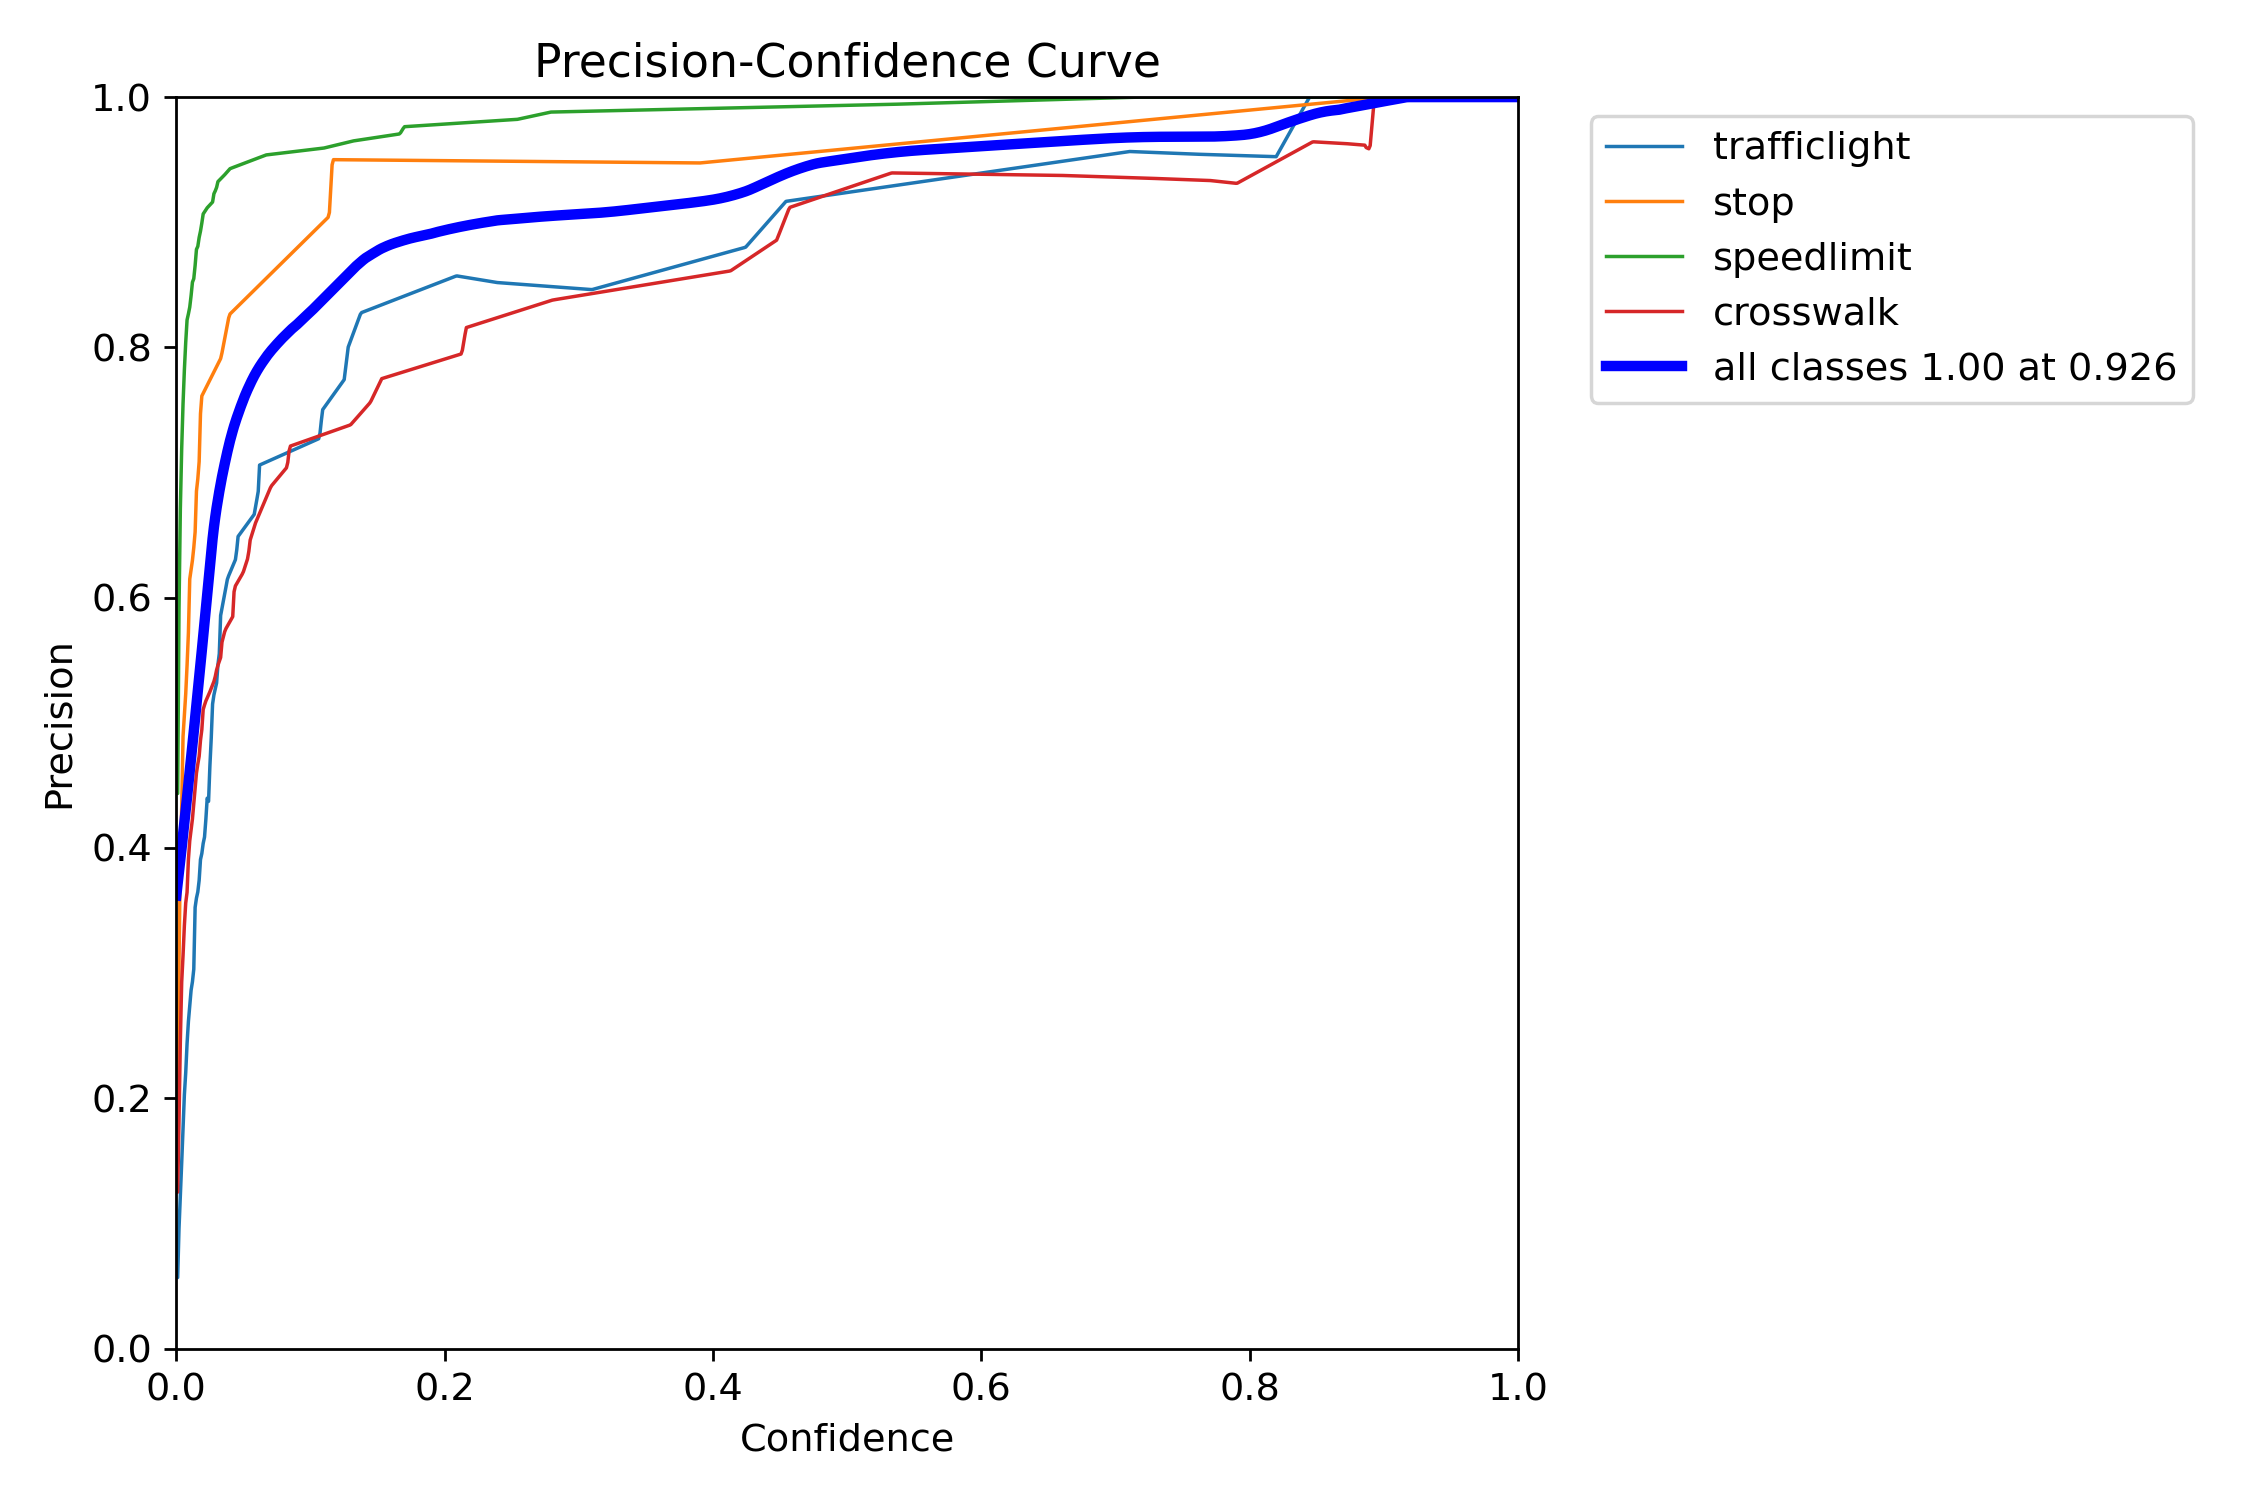 Precision-Confidence Curve
1.0
0.8
0.6
0.4
0.2
0.0
Precision
0.0 0.2 0.4 0.6 0.8 1.0
Confidence
trafficlight
stop
speedlimit
crosswalk
all classes 1.00 at 0.926